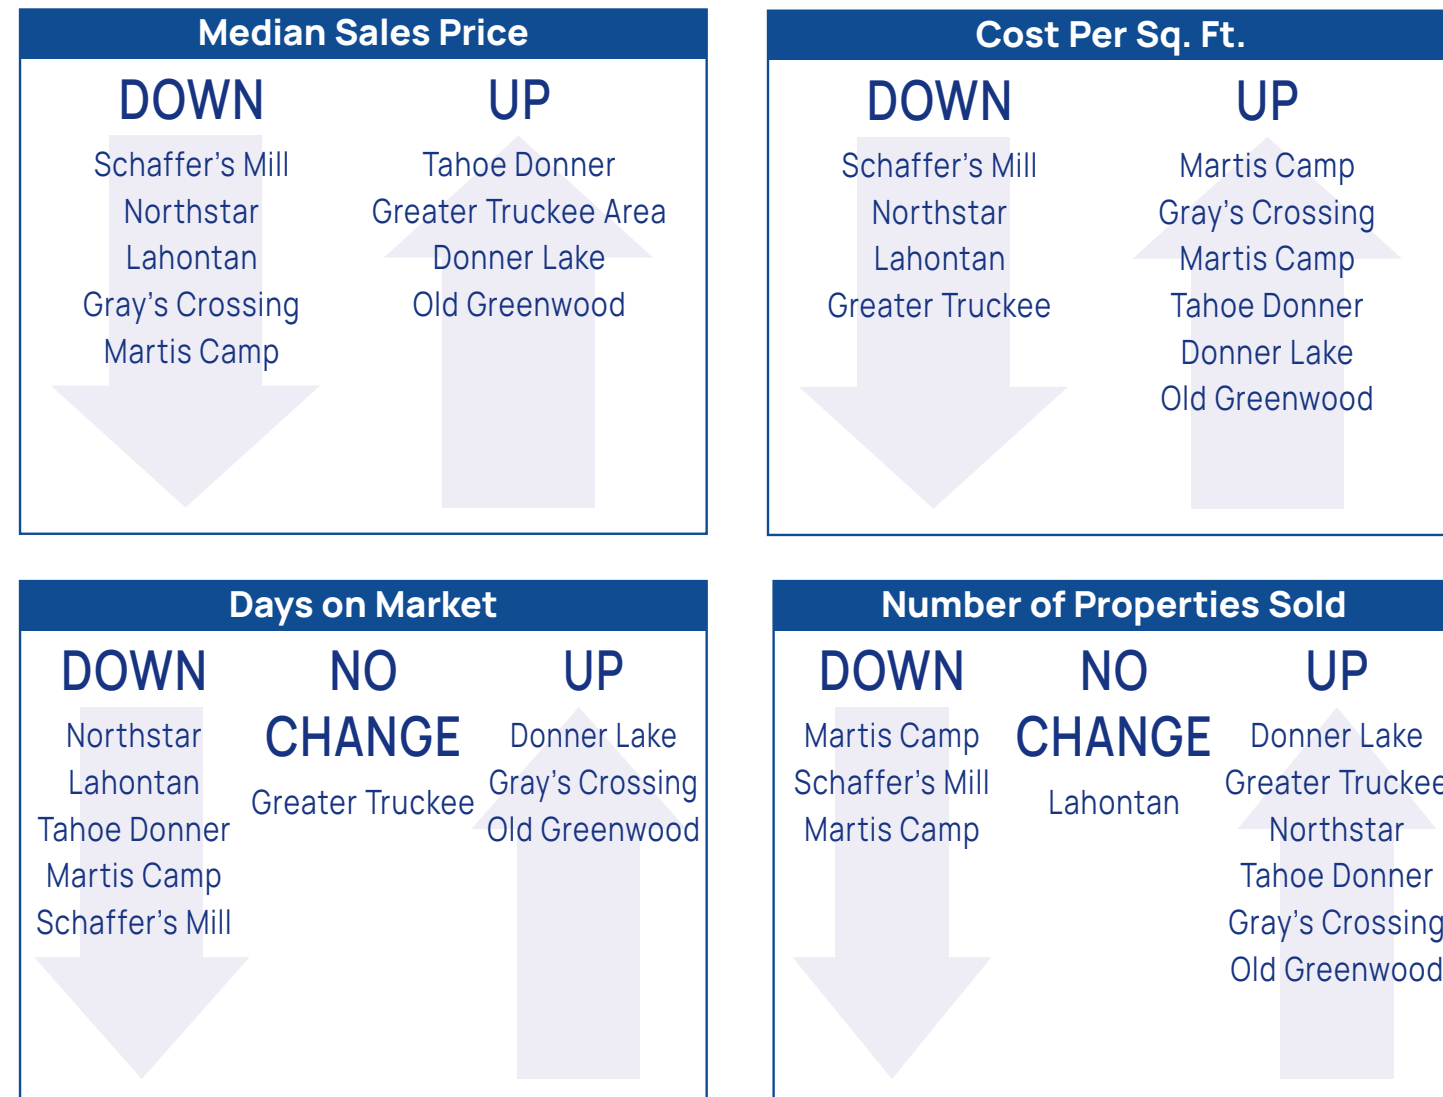 Median Sales Price
DOWN
Schaffer’s Mill
Northstar
Lahontan
Gray’s Crossing
Martis Camp
UP
Tahoe Donner
Greater Truckee Area
Donner Lake
Old Greenwood
Cost Per Sq. Ft.
DOWN
Schaffer’s Mill
Northstar
Lahontan
Greater Truckee
UP
Martis Camp
Gray’s Crossing
Martis Camp
Tahoe Donner
Donner Lake
Old Greenwood
Days on Market
DOWN
Northstar
Lahontan
Tahoe Donner
Martis Camp
Schaffer’s Mill
NO
CHANGE
Greater Truckee
UP
Donner Lake
Gray’s Crossing
Old Greenwood
Number of Properties Sold
DOWN
Martis Camp
Schaffer’s Mill
Martis Camp
NO
CHANGE
Lahontan
UP
Donner Lake
Greater Truckee
Northstar
Tahoe Donner
Gray’s Crossing
Old Greenwood